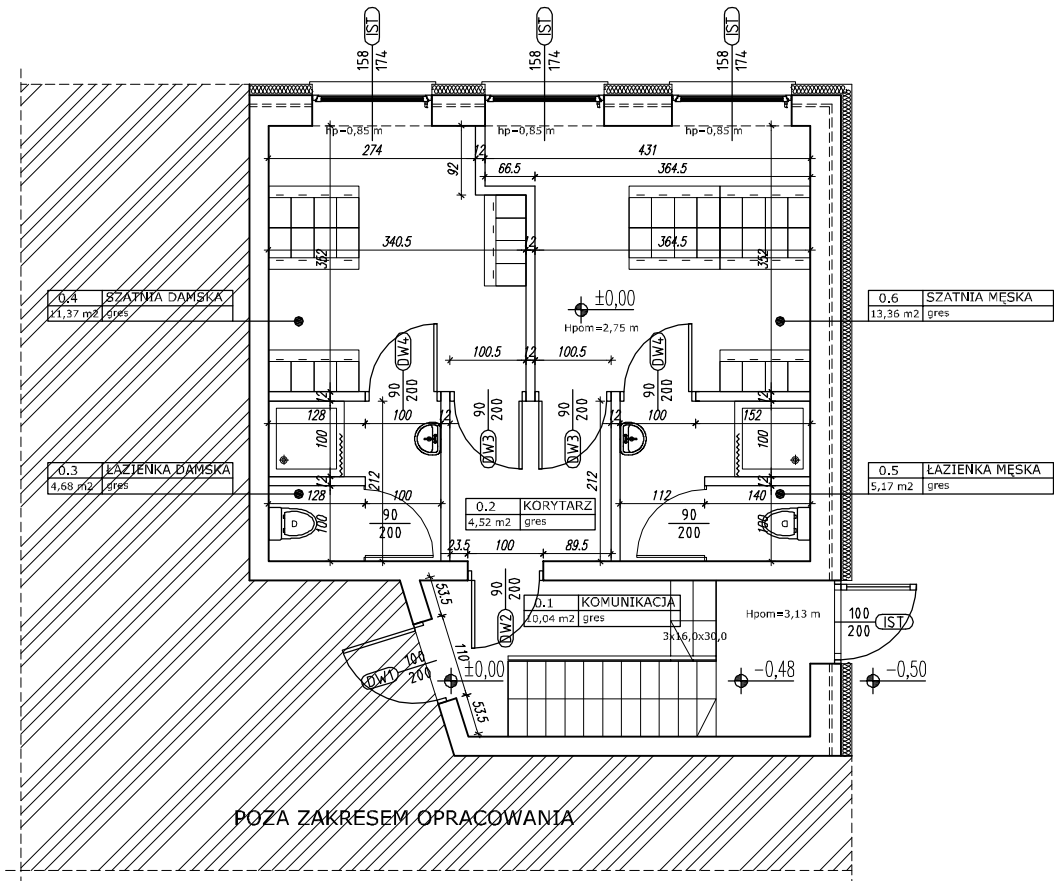 IST
158
174
IST
158
174
IST
158
174
hp=0,85 m
hp=0,85 m
hp=0,85 m
274
12
431
92
66.5
364.5
340.5
12
364.5
352
352
0.4 SZATNIA DAMSKA
11,37 m2 gres
±0,00
Hpom=2,75 m
0.6 SZATNIA MĘSKA
13,36 m2 gres
DW4
90
200
100.5
12
100.5
DW4
90
200
12
90
200
DW3
90
200
DW3
12
128
100
12
12
100
152
100
212
212
100
0.3 ŁAZIENKA DAMSKA
4,68 m2 gres
12
12
0.5 ŁAZIENKA MĘSKA
5,17 m2 gres
128
100
112
140
100
90
200
0.2 KORYTARZ
4,52 m2 gres
90
200
100
23.5
100
89.5
90
200
DW2
0.1 KOMUNIKACJA
10,04 m2 gres
53.5
Hpom=3,13 m
100
200
IST
3x16,0x30,0
110
DW1
100
200
±0,00
-0,48
-0,50
53.5
POZA ZAKRESEM OPRACOWANIA